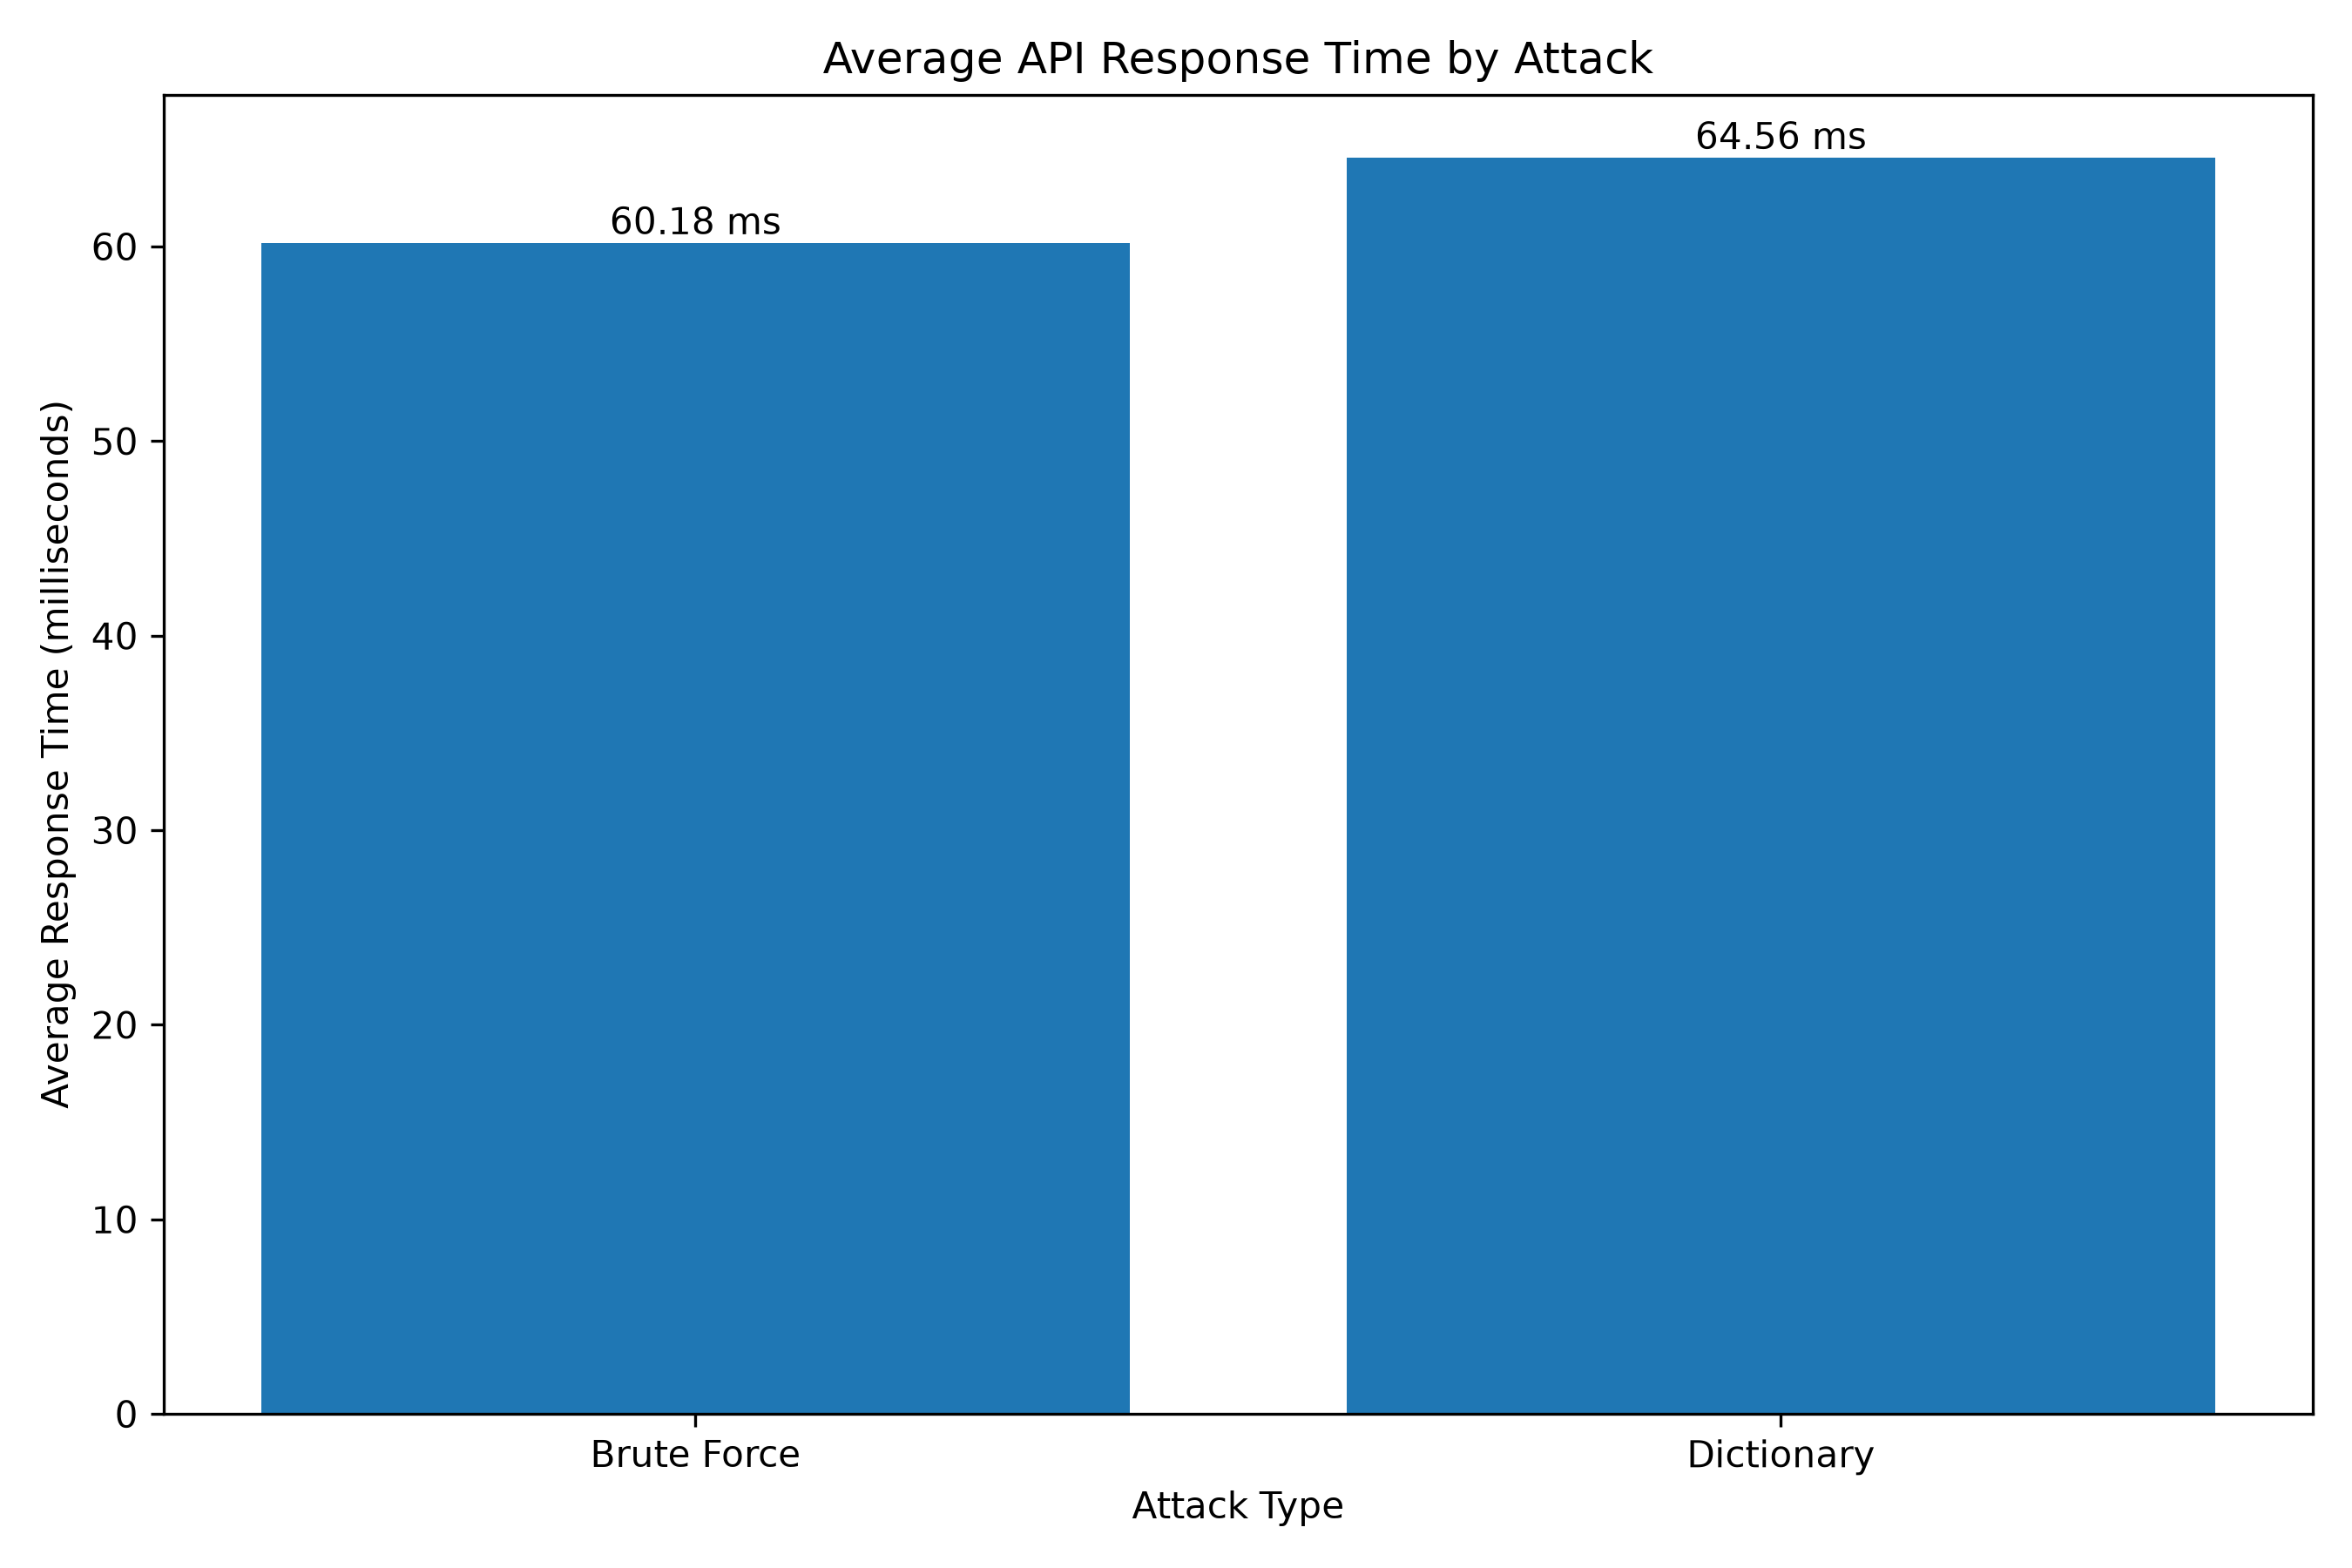 Average API Response Time by Attack
64.56 ms
60.18 ms
60
50
40
30
20
10
0
Average Response Time (milliseconds)
Brute Force
Dictionary
Attack Type